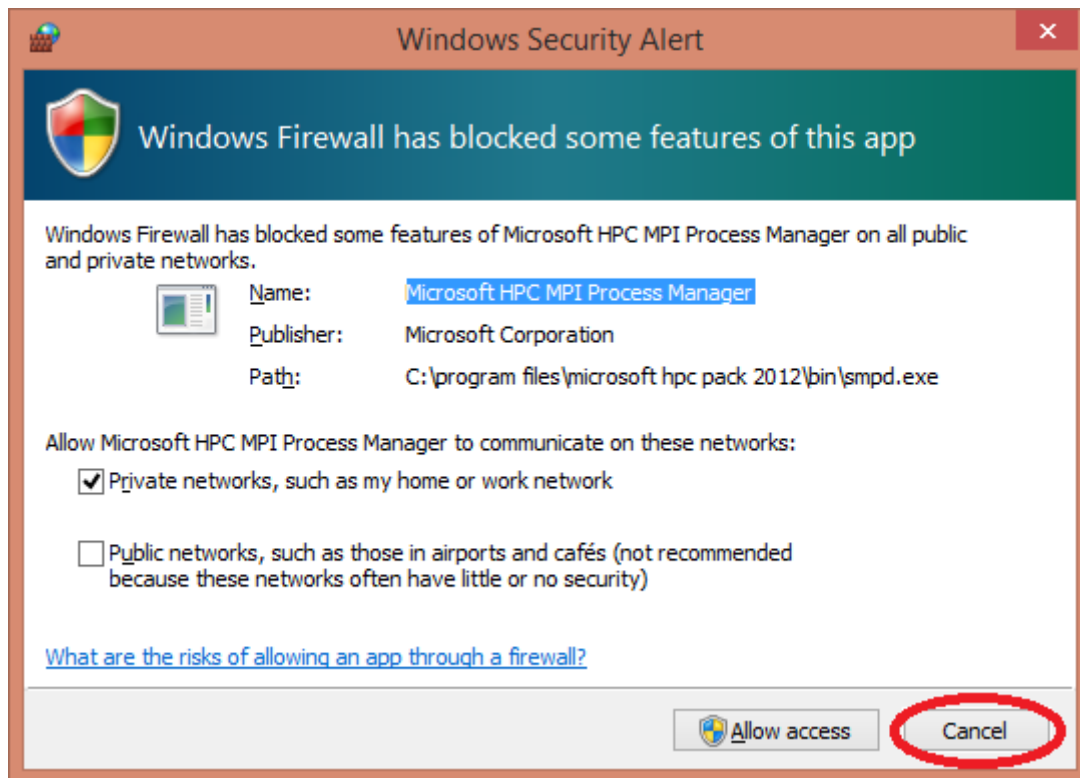 Windows Security Alert
Windows Firewall has blocked some features of this app
Windows Firewall has blocked some features of Microsoft HPC MPI Process Manager on all public
and private networks.
Name: Microsoft HPC MPI Process Manager
Publisher: Microsoft Corporation
Path: C:\program files\microsoft hpc pack 2012\bin\smpd.exe
Allow Microsoft HPC MPI Process Manager to communicate on these networks:
Private networks, such as my home or work network
Public networks, such as those in airports and cafés (not recommended
because these networks often have little or no security)
What are the risks of allowing an app through a firewall?
Allow access Cancel